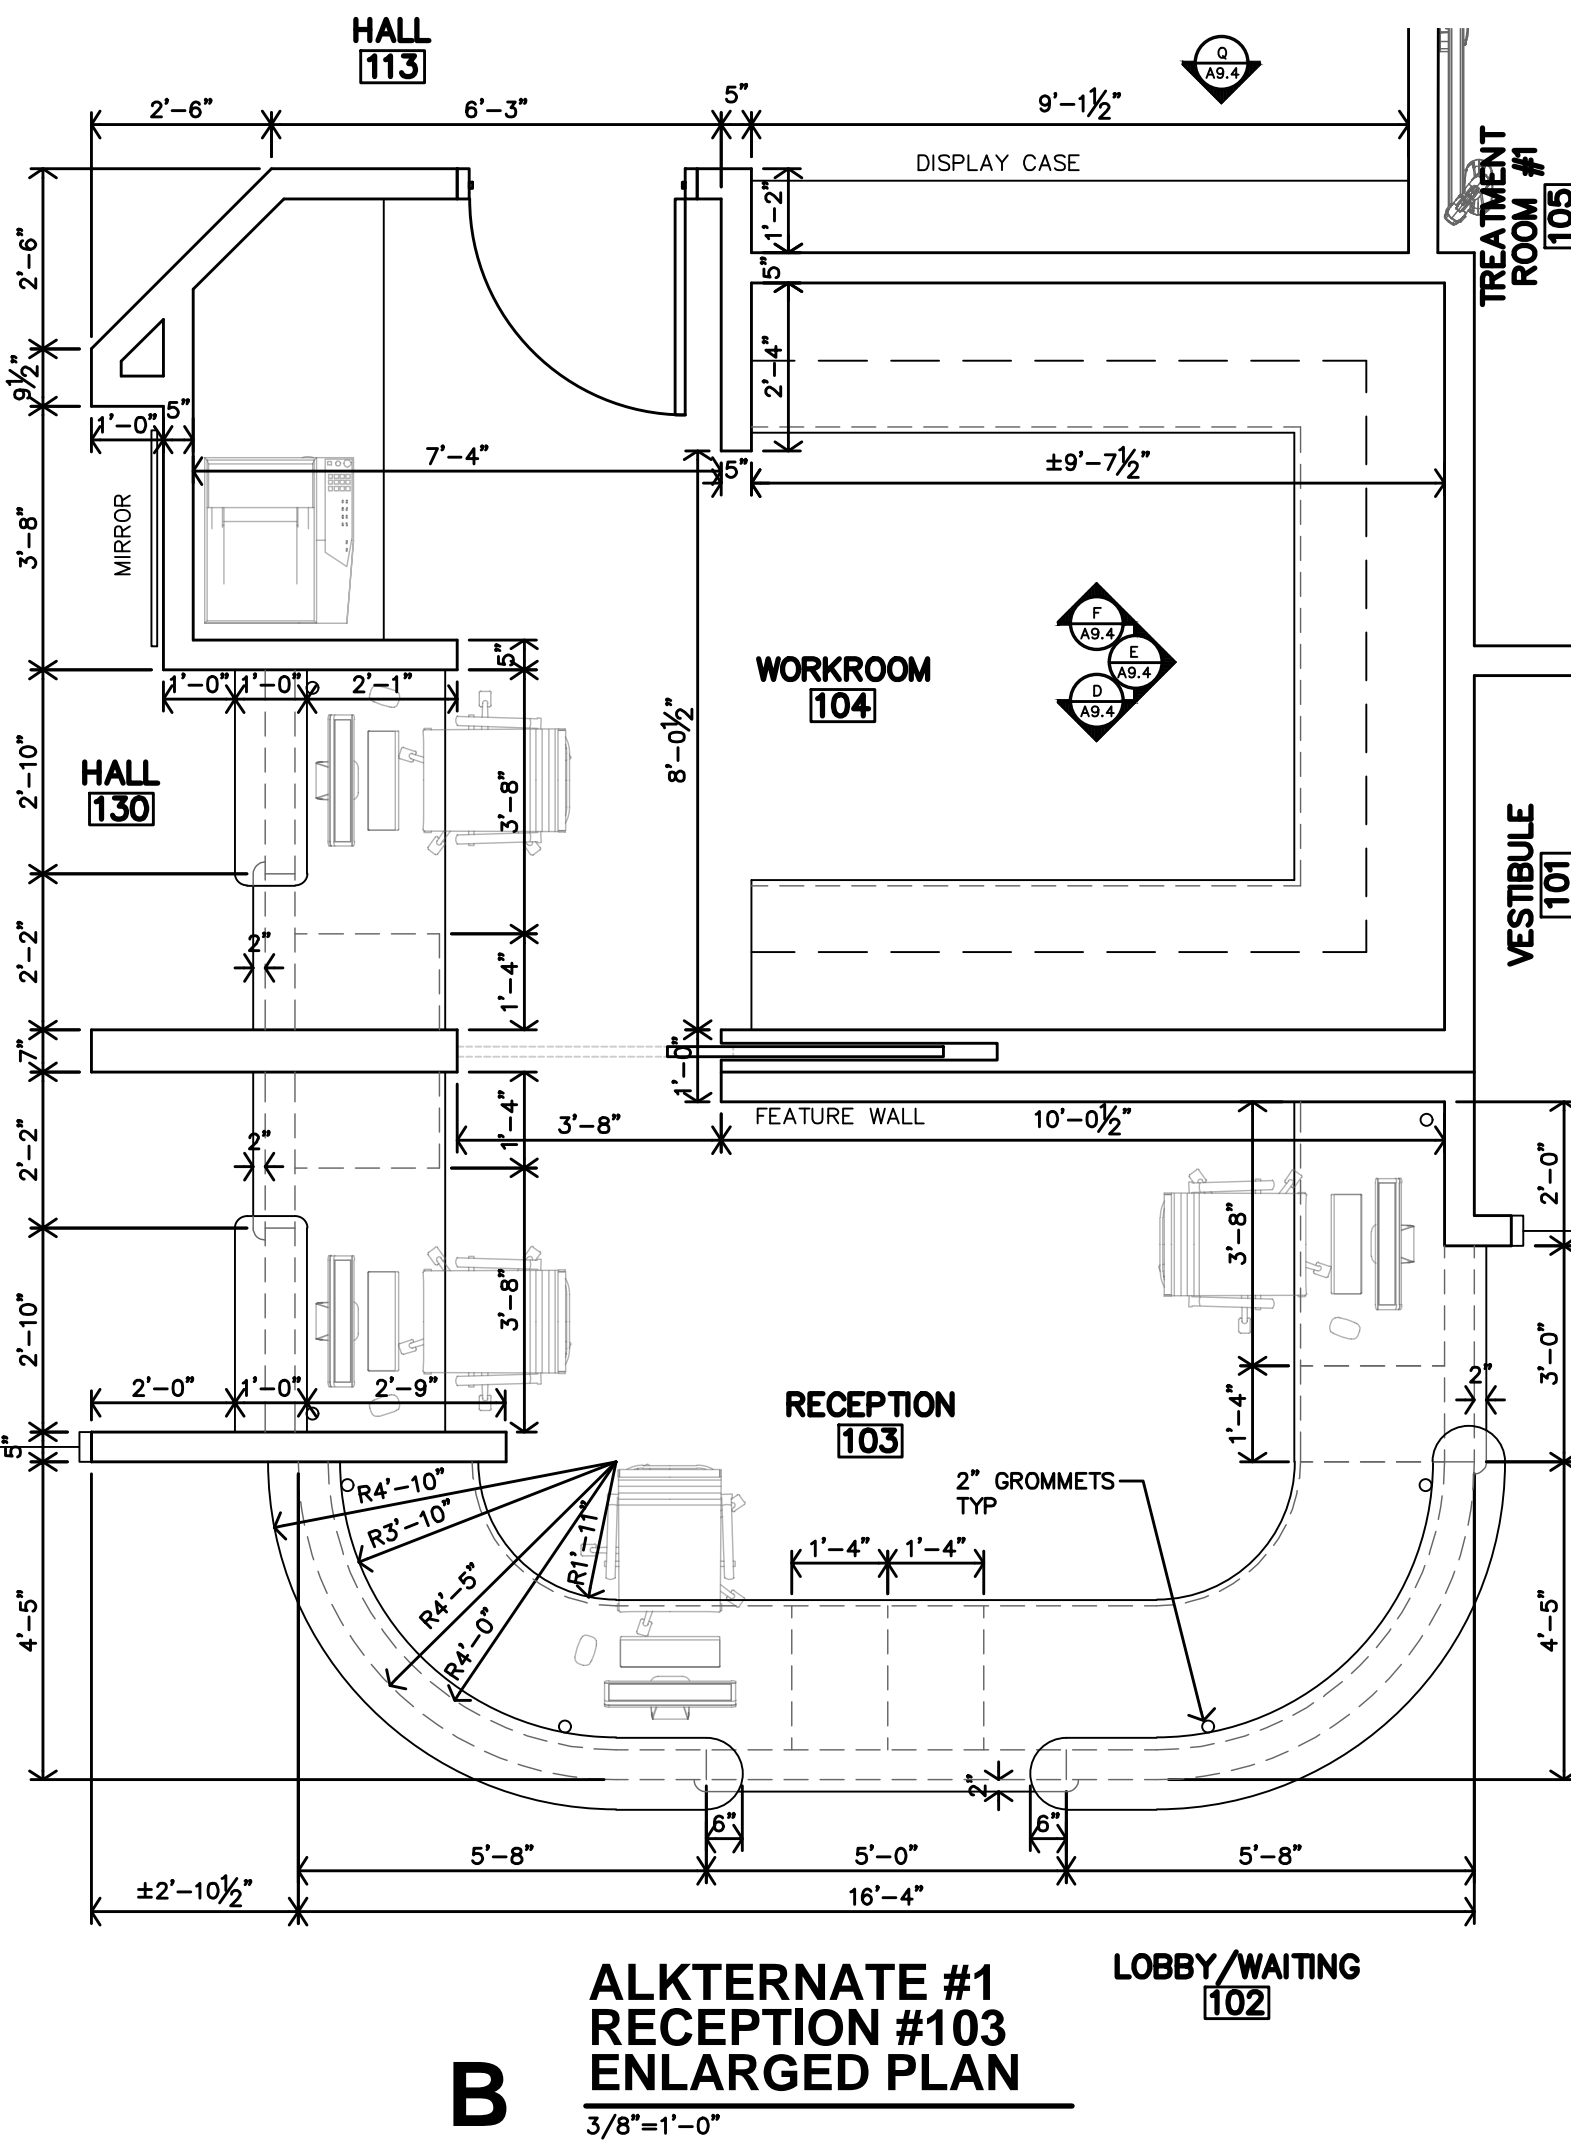 HALL
113
2'-6"
6'-3"
5"
9'-1½"
Q
A9.4
DISPLAY CASE
TREATMENT
ROOM #1
105
2'-6"
1'-2"
5"
9½"
2'-4"
1'-0"
5"
7'-4"
5"
±9'-7½"
MIRROR
3'-8"
F
A9.4
E
A9.4
D
A9.4
WORKROOM
104
5"
1'-0"
1'-0"
2'-1"
8'-0½"
HALL
130
2'-10"
3'-8"
VESTIBULE
101
2'-2"
2"
1'-4"
7"
1'-0"
FEATURE WALL
3'-8"
10'-0½"
2'-2"
2"
1'-4"
2'-0"
3'-8"
3'-8"
2'-10"
3'-0"
2'-0"
1'-0"
2'-9"
2"
RECEPTION
103
1'-4"
5"
R4'-10"
R3'-10"
R4'-5"
R4'-0"
R1'-11"
2" GROMMETS
TYP
1'-4"
1'-4"
4'-5"
4'-5"
2"
6"
6"
5'-8"
5'-0"
5'-8"
±2'-10½"
16'-4"
LOBBY/WAITING
102
B
ALKTERNATE #1
RECEPTION #103
ENLARGED PLAN
3/8"=1'-0"